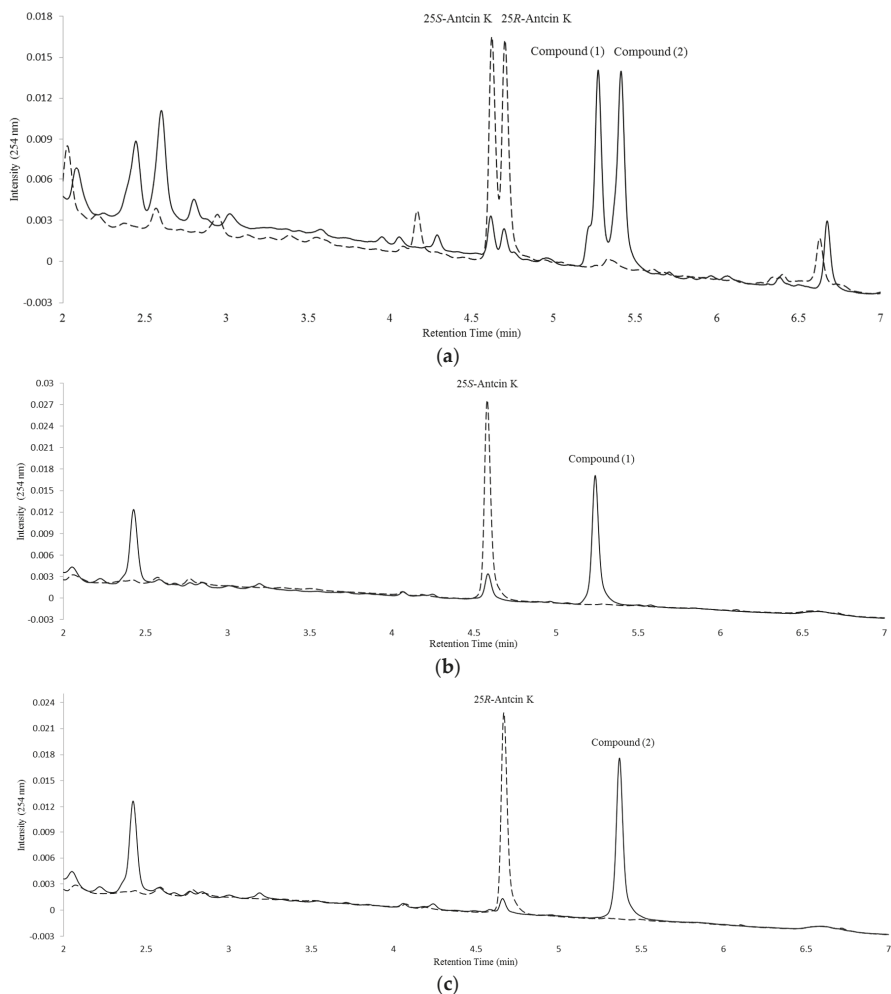 0.018
25S-Antcin K 25R-Antcin K
0.015
Compound (1) Compound (2)
0.012
0.009
0.006
0.003
0
-0.003
Intensity (254 nm)
2 2.5 3 3.5 4 4.5 5 5.5 6 6.5 7
Retention Time (min)
(a)
25S-Antcin K
0.03
0.027
0.024
0.021
0.018
Compound (1)
0.015
0.012
0.009
0.006
0.003
0
-0.003
Intensity (254 nm)
2 2.5 3 3.5 4 4.5 5 5.5 6 6.5 7
Retention Time (min)
(b)
25R-Antcin K
0.024
0.021
0.018
Compound (2)
0.015
0.012
0.009
0.006
0.003
0
-0.003
Intensity (254 nm)
2 2.5 3 3.5 4 4.5 5 5.5 6 6.5 7
Retention Time (min)
(c)